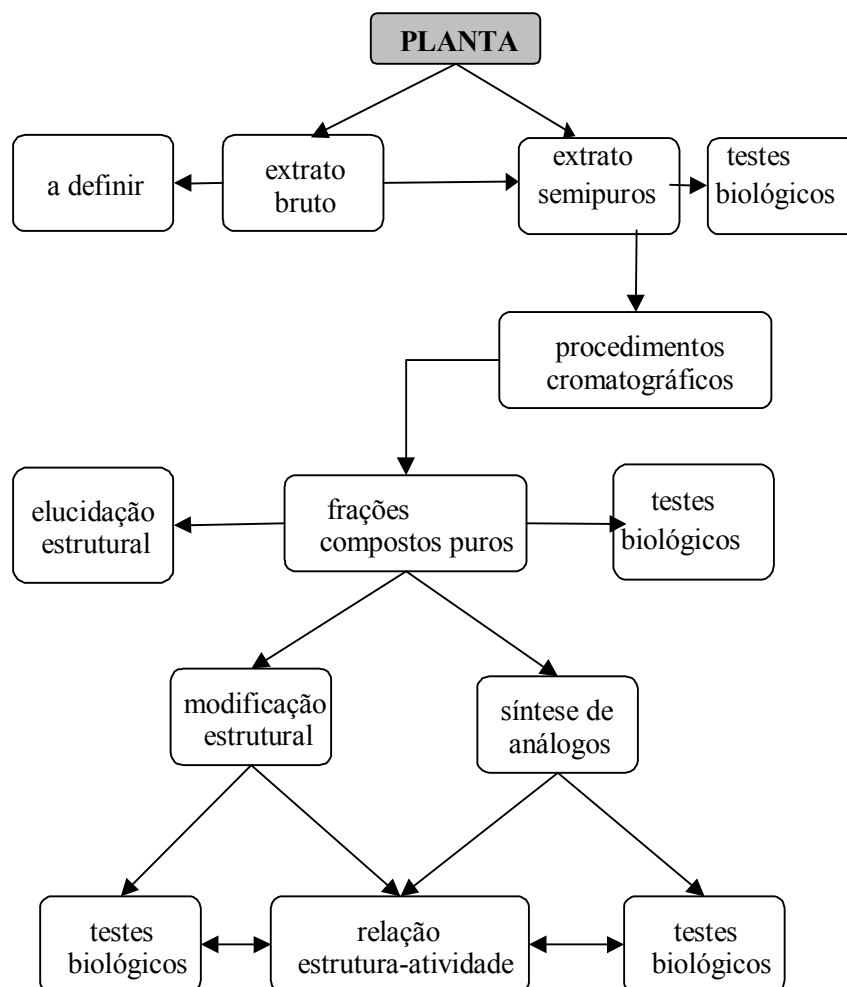 PLANTA
a definir
extrato
bruto
extrato
semipuros
testes
biológicos
procedimentos
cromatográficos
elucidação
estrutural
frações
compostos puros
testes
biológicos
modificação
estrutural
síntese de
análogos
testes
biológicos
relação
estrutura-atividade
testes
biológicos